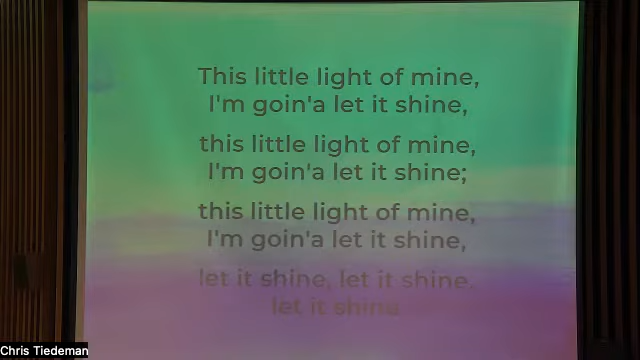 This little light of mine,
I'm goin'a let it shine,
this little light of mine,
I'm goin'a let it shine;
this little light of mine,
I'm goin'a let it shine,
let it shine, let it shine,
let it shine
Chris Tiedeman